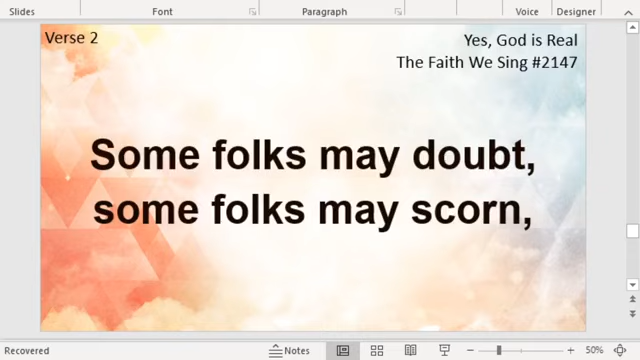 Slides Font Paragraph Voice Designer
Verse 2
Yes, God is Real
The Faith We Sing #2147
Some folks may doubt,
some folks may scorn,
Recovered Notes 50%